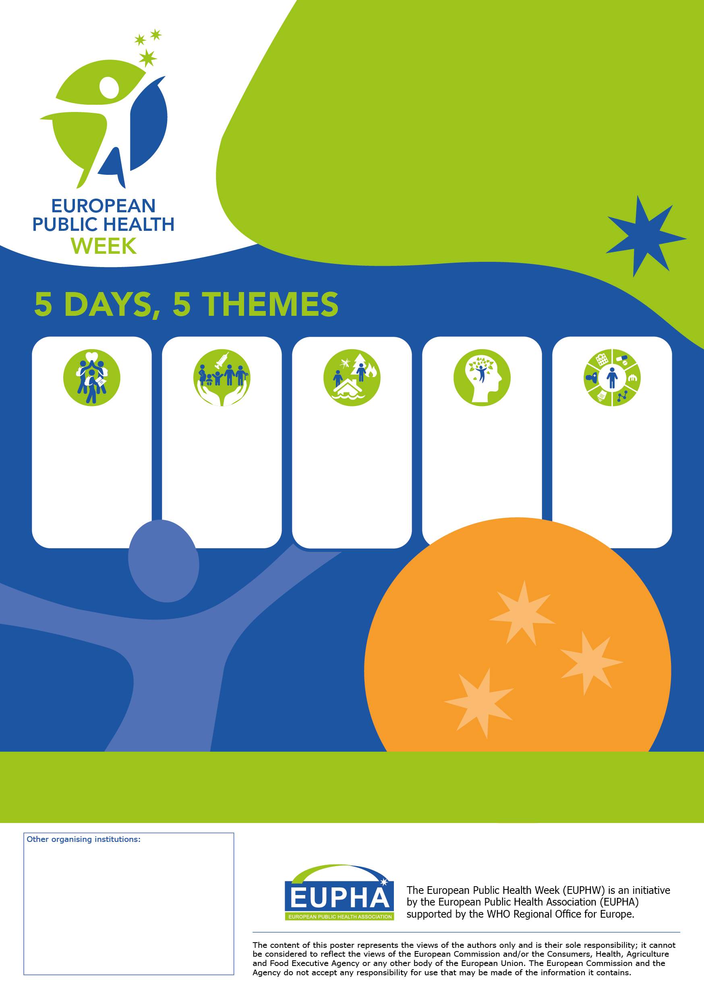 EUROPEAN
PUBLIC HEALTH
WEEK
5 DAYS, 5 THEMES
Other organising institutions:
EUPHA
EUROPEAN PUBLIC HEALTH ASSOCIATION
The European Public Health Week (EUPHW) is an initiative
by the European Public Health Association (EUPHA)
supported by the WHO Regional Office for Europe.
The content of this poster represents the views of the authors only and is their sole responsibility; it cannot
be considered to reflect the views of the European Commission and/or the Consumers, Health, Agriculture
and Food Executive Agency or any other body of the European Union. The European Commission and the
Agency do not accept any responsibility for use that may be made of the information it contains.